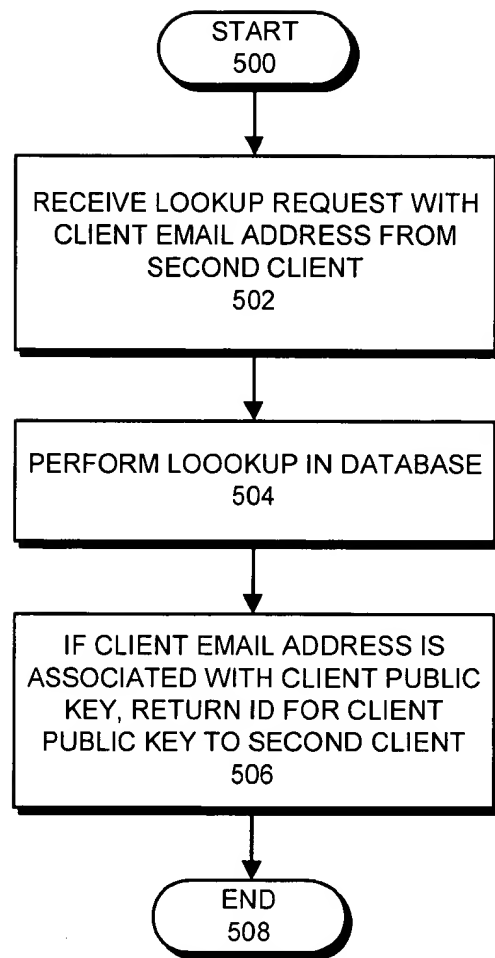 START
500
RECEIVE LOOKUP REQUEST WITH
CLIENT EMAIL ADDRESS FROM
SECOND CLIENT
502
PERFORM LOOOKUP IN DATABASE
504
IF CLIENT EMAIL ADDRESS IS
ASSOCIATED WITH CLIENT PUBLIC
KEY, RETURN ID FOR CLIENT
PUBLIC KEY TO SECOND CLIENT
506
END
508